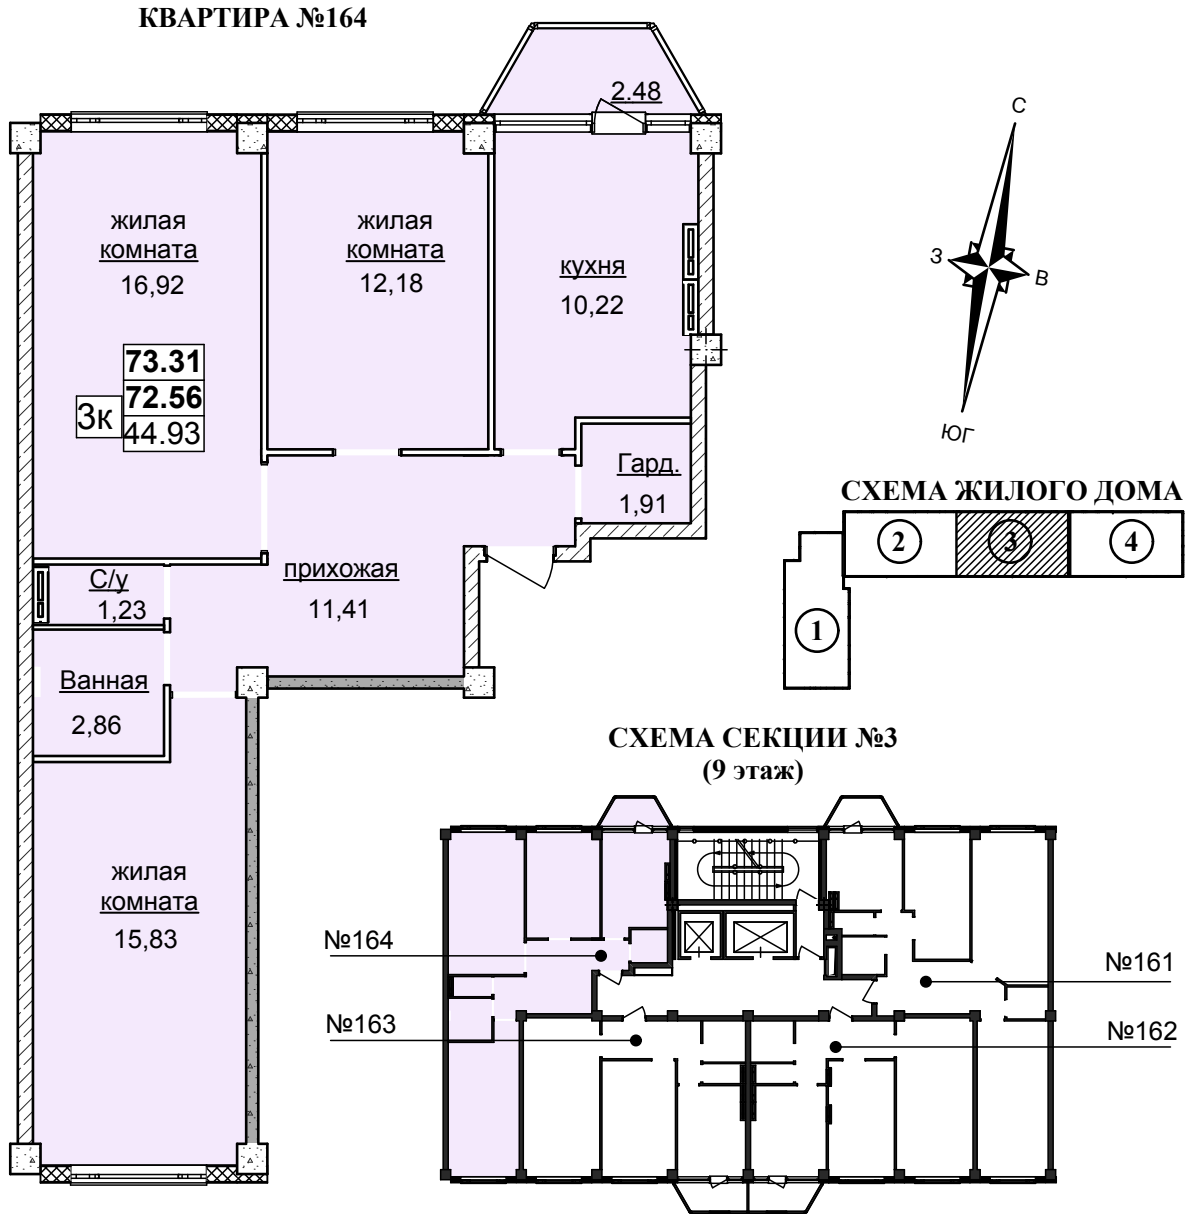 КВАРТИРА №164
2.48
жилая
комната
16,92
жилая
комната
12,18
кухня
10,22
73.31
3к
72.56
44.93
Гард.
1,91
прихожая
11,41
С/у
1,23
Ванная
2,86
жилая
комната
15,83
С
З
В
ЮГ
СХЕМА ЖИЛОГО ДОМА
2
3
4
1
СХЕМА СЕКЦИИ №3
(9 этаж)
№164
№161
№163
№162